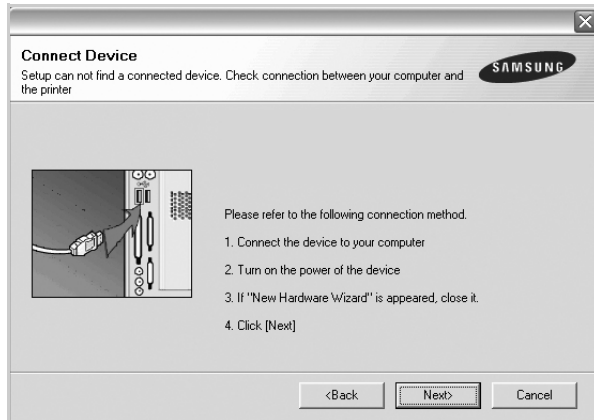 Connect Device
Setup can not find a connected device. Check connection between your computer and
the printer
SAMSUNG
Please refer to the following connection method.
1. Connect the device to your computer
2. Turn on the power of the device
3. If "New Hardware Wizard" is appeared, close it.
4. Click [Next]
<Back
Next>
Cancel